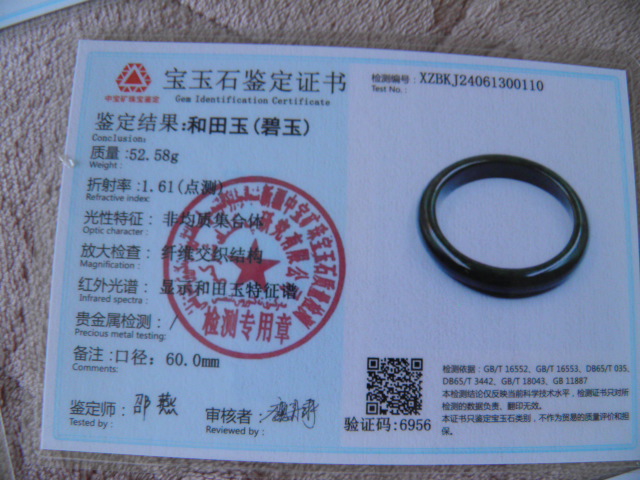 宝玉石鉴定证书
Gem Identification Certificate
中宝矿珠宝鉴定
检测编号: XZBKJ24061300110
Test No.:
鉴定结果:和田玉(碧玉)
Conclusion:
质量:52.58g
Weight:
折射率:1.61(点测)
Refractive index:
光性特征: 非均质集合体
Optic character:
放大检查: 纤维交织结构
Magnification:
红外光谱: 显示和田玉特征谱
Infrared spectra:
贵金属检测: /
Precious metal testing:
备注:口径: 60.0mm
Comments:
检测专用章
鉴定师:
Tested by:
审核者:
Reviewed by:
验证码:6956
检测依据: GB/T 16552、GB/T 16553、DB65/T 035、
DB65/T 3442、GB/T 18043、GB 11887
本检测结论仅反映当前科学技术水平，检测证书只对所
检测的数据负责、翻印无效。
本证书只鉴定宝玉石类别，不作为贸易的质量评价和担
保。